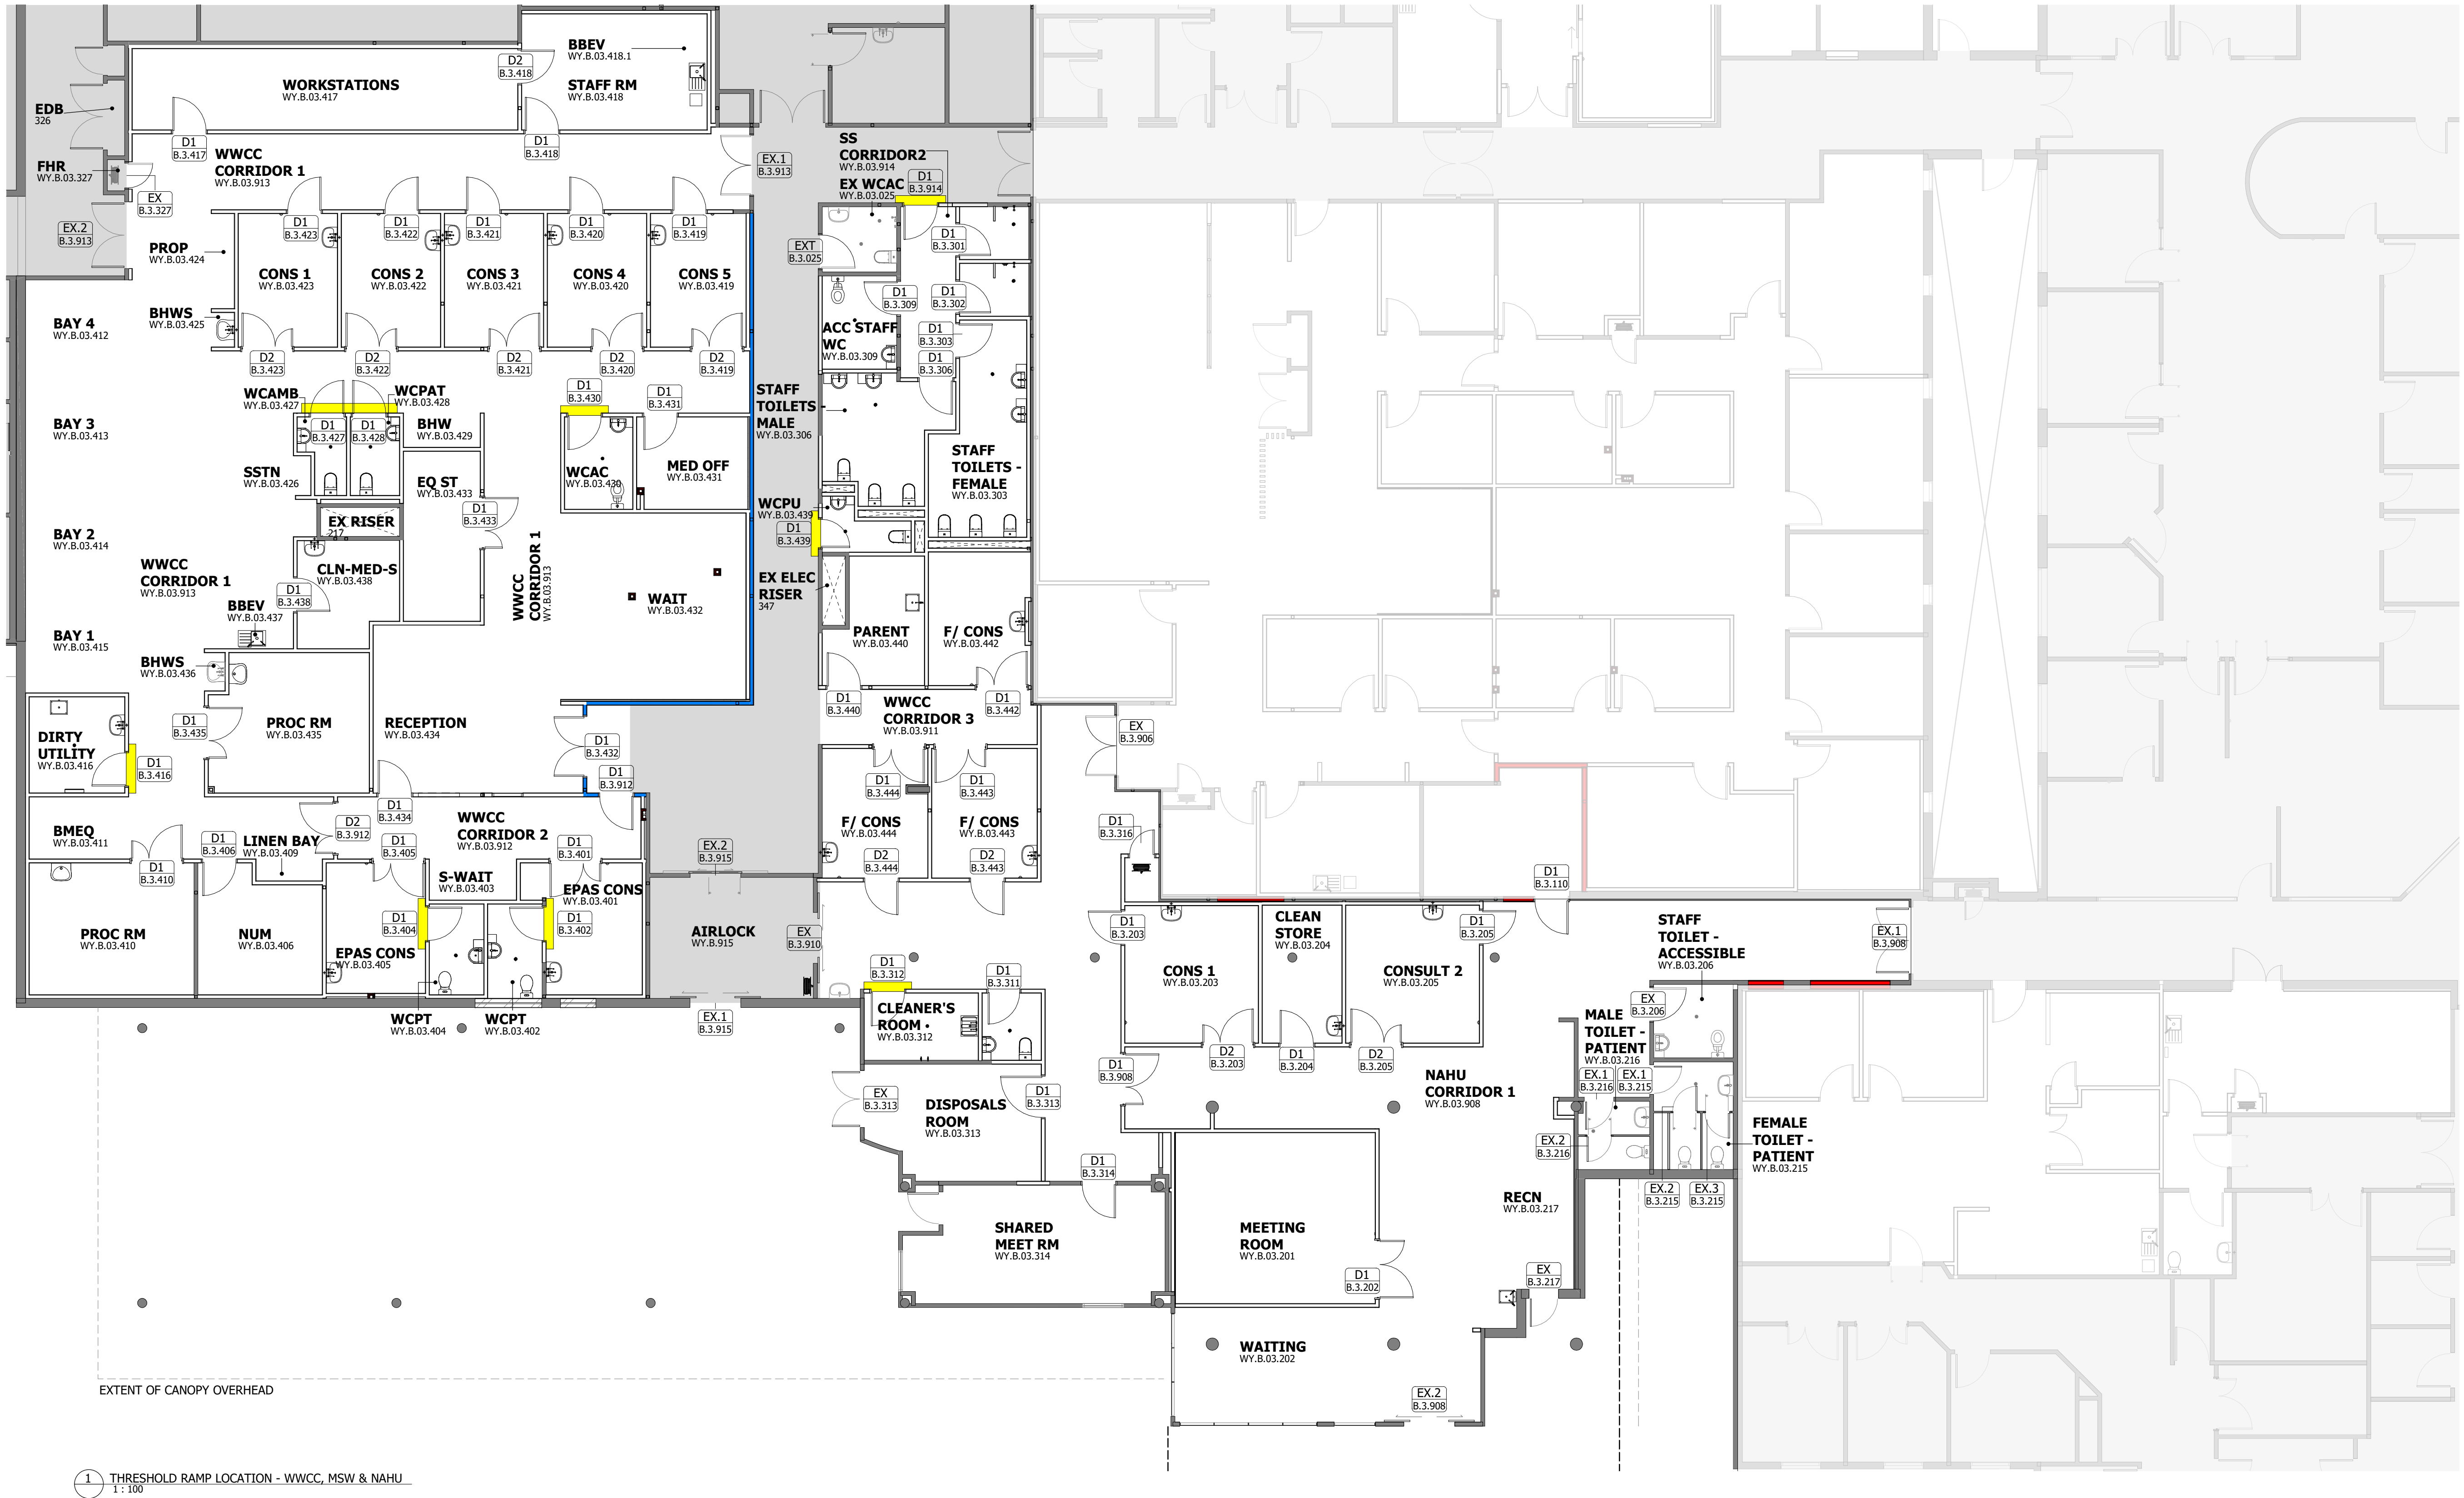 BBEV
WY.B.03.418.1
D2
B.3.418
WORKSTATIONS
WY.B.03.417
STAFF RM
WY.B.03.418
EDB
326
D1
B.3.417
D1
B.3.418
SS
CORRIDOR2
WY.B.03.914
FHR
WY.B.03.327
WWCC
CORRIDOR 1
WY.B.03.913
EX.1
B.3.913
EX WCAC
WY.B.03.025
D1
B.3.914
EX
B.3.327
EX.2
B.3.913
PROP
WY.B.03.424
D1
B.3.423
D1
B.3.422
D1
B.3.421
D1
B.3.420
D1
B.3.419
EXT
B.3.025
D1
B.3.301
CONS 1
WY.B.03.423
CONS 2
WY.B.03.422
CONS 3
WY.B.03.421
CONS 4
WY.B.03.420
CONS 5
WY.B.03.419
D1
B.3.309
D1
B.3.302
BAY 4
WY.B.03.412
BHWS
WY.B.03.425
ACC STAFF
WC
WY.B.03.309
D1
B.3.303
D1
B.3.306
D2
B.3.423
D2
B.3.422
D2
B.3.421
D2
B.3.420
D2
B.3.419
WCAMB
WY.B.03.427
WCPAT
WY.B.03.428
D1
B.3.430
D1
B.3.431
STAFF
TOILETS -
MALE
WY.B.03.306
BAY 3
WY.B.03.413
D1
B.3.427
D1
B.3.428
BHW
WY.B.03.429
SSTN
WY.B.03.426
EQ ST
WY.B.03.433
WCAC
WY.B.03.430
MED OFF
WY.B.03.431
STAFF
TOILETS -
FEMALE
WY.B.03.303
D1
B.3.433
WCPU
WY.B.03.439
D1
B.3.439
BAY 2
WY.B.03.414
EX RISER
217
WWCC
CORRIDOR 1
WY.B.03.913
CLN-MED-S
WY.B.03.438
D1
B.3.438
WWCC
CORRIDOR 1
WY.B.03.913
WAIT
WY.B.03.432
EX ELEC
RISER
347
BBEV
WY.B.03.437
BAY 1
WY.B.03.415
PARENT
WY.B.03.440
F/ CONS
WY.B.03.442
BHWS
WY.B.03.436
D1
B.3.435
PROC RM
WY.B.03.435
RECEPTION
WY.B.03.434
D1
B.3.440
WWCC
CORRIDOR 3
WY.B.03.911
D1
B.3.442
DIRTY
UTILITY
WY.B.03.416
D1
B.3.416
D1
B.3.432
D1
B.3.912
EX
B.3.906
D1
B.3.444
D1
B.3.443
BMEQ
WY.B.03.411
D1
B.3.434
D2
B.3.912
WWCC
CORRIDOR 2
WY.B.03.912
F/ CONS
WY.B.03.444
F/ CONS
WY.B.03.443
D1
B.3.316
D1
B.3.410
D1
B.3.406
LINEN BAY
WY.B.03.409
D1
B.3.405
D1
B.3.401
EX.2
B.3.915
D2
B.3.444
D2
B.3.443
S-WAIT
WY.B.03.403
EPAS CONS
WY.B.03.401
D1
B.3.110
PROC RM
WY.B.03.410
NUM
WY.B.03.406
EPAS CONS
WY.B.03.405
D1
B.3.404
D1
B.3.402
AIRLOCK
WY.B.915
EX
B.3.910
D1
B.3.203
CLEAN
STORE
WY.B.03.204
D1
B.3.205
STAFF
TOILET -
ACCESSIBLE
WY.B.03.206
EX.1
B.3.908
CONS 1
WY.B.03.203
CONSULT 2
WY.B.03.205
D1
B.3.312
D1
B.3.311
WCPT
WY.B.03.404
WCPT
WY.B.03.402
EX.1
B.3.915
CLEANER'S
ROOM
WY.B.03.312
MALE
TOILET -
PATIENT
WY.B.03.216
EX
B.3.206
D1
B.3.908
D2
B.3.203
D1
B.3.204
D2
B.3.205
EX
B.3.313
DISPOSALS
ROOM
WY.B.03.313
D1
B.3.313
NAHU
CORRIDOR 1
WY.B.03.908
EX.1
B.3.216
EX.1
B.3.215
EX.2
B.3.216
FEMALE
TOILET -
PATIENT
WY.B.03.215
D1
B.3.314
EX.2
B.3.215
EX.3
B.3.215
SHARED
MEET RM
WY.B.03.314
MEETING
ROOM
WY.B.03.201
RECN
WY.B.03.217
D1
B.3.202
EX
B.3.217
WAITING
WY.B.03.202
EXTENT OF CANOPY OVERHEAD
EX.2
B.3.908
1 THRESHOLD RAMP LOCATION - WWCC, MSW & NAHU
1 : 100